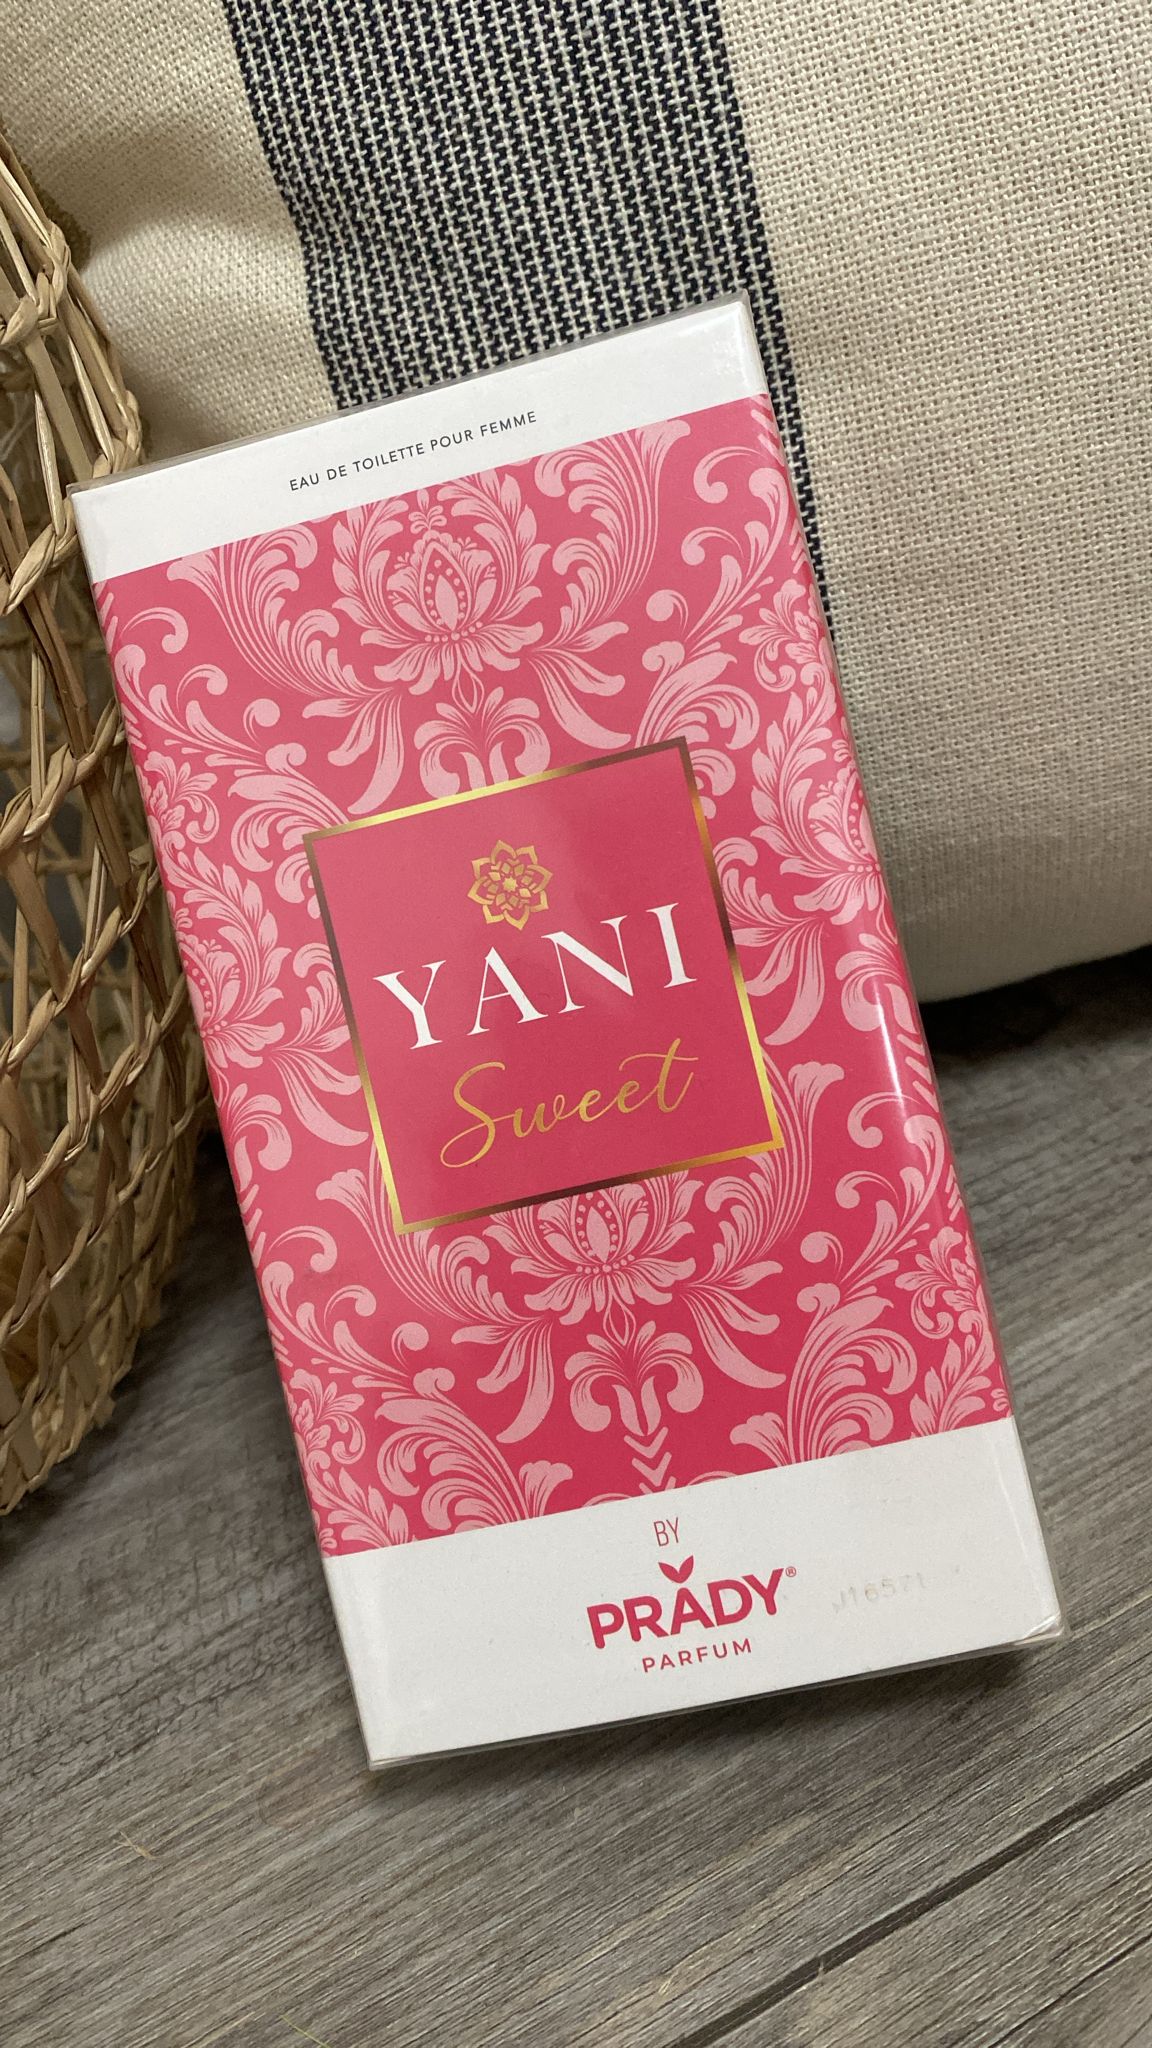 EAU DE TOILETTE POUR FEMME
YANI
Sweet
BY
PRADY®
PARFUM